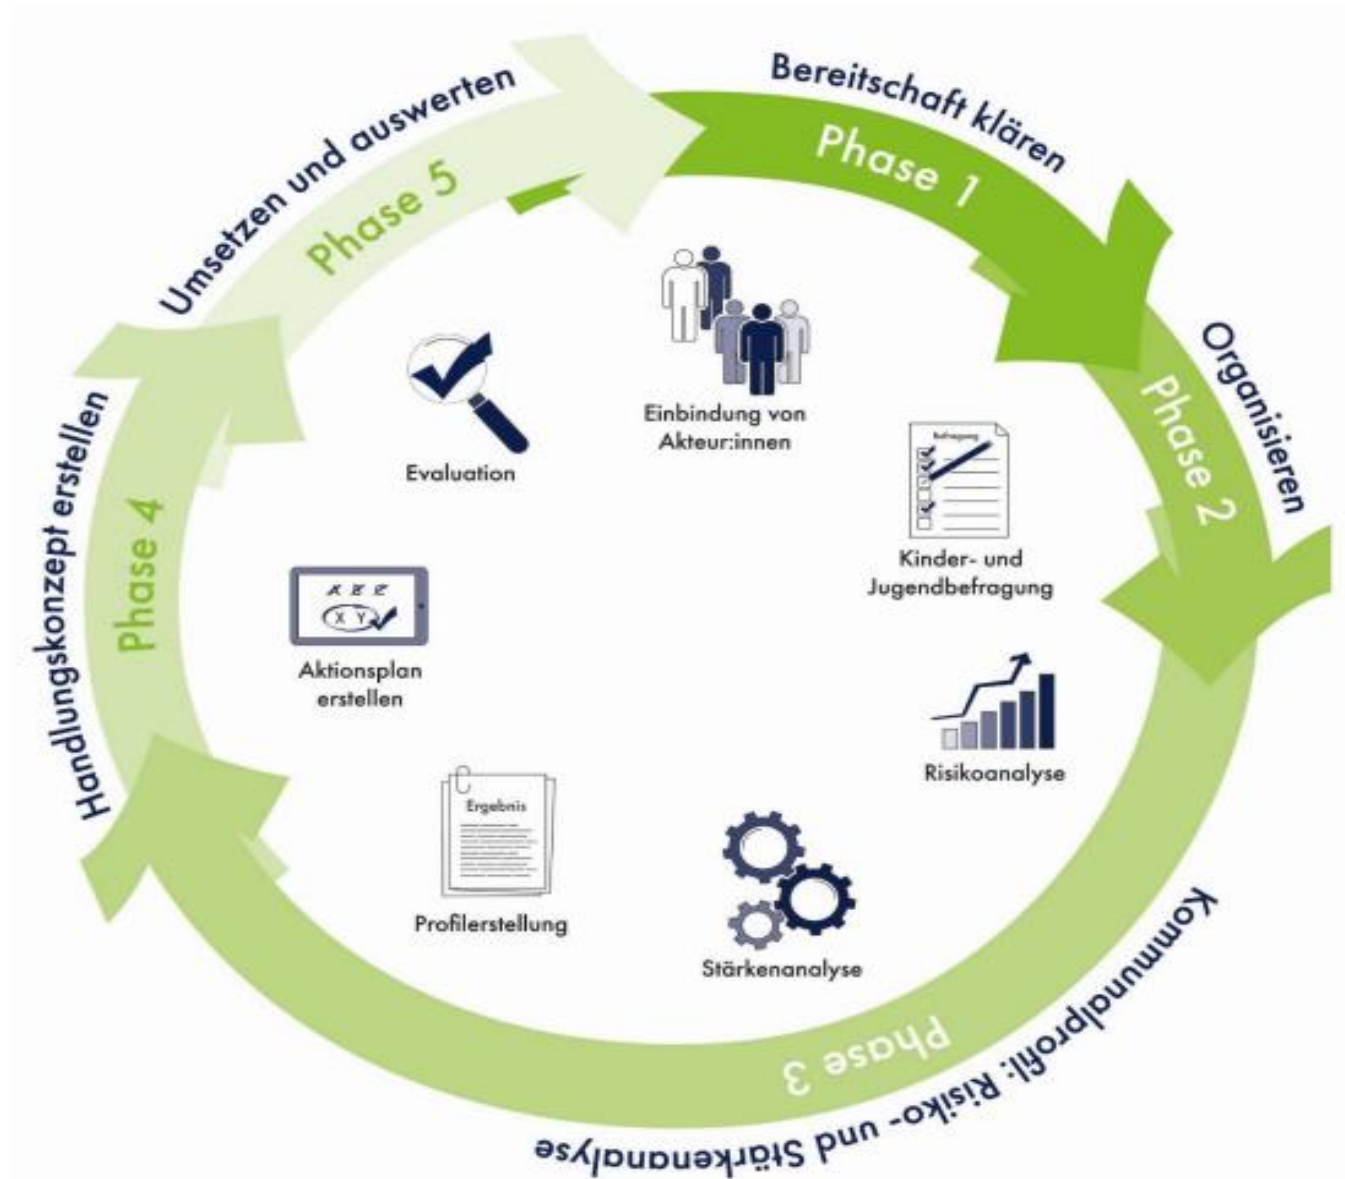 Bereitschaft klären
Phase 1
Organisieren
Phase 2
Kommunalprofil: Risiko- und Stärkenanalyse
Phase 3
Handlungskonzept erstellen
Phase 4
Umsetzen und auswerten
Phase 5
Einbindung von
Akteur:innen
Befragung
Kinder- und
Jugendbefragung
Risikoanalyse
Stärkenanalyse
Ergebnis
Profilerstellung
X Y
Aktionsplan
erstellen
Evaluation